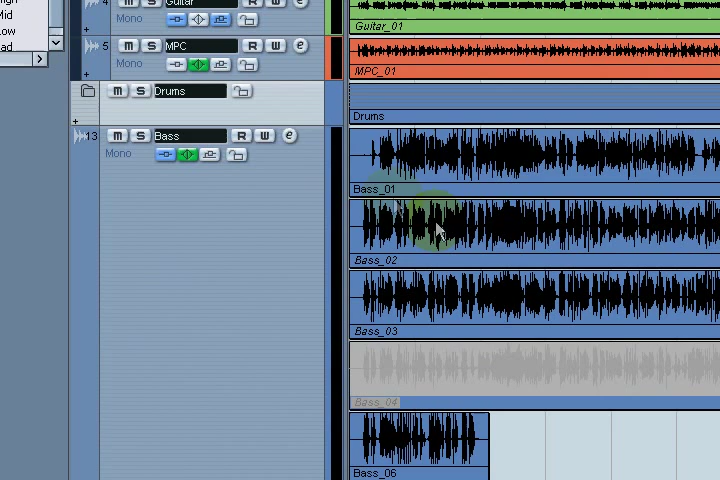 Mid
4
Guitar
Mono
Guitar_01
5
m S MPC R W e
Mono
MPC_01
m S Drums
Drums
13
m S Bass R W e
Mono
Bass_01
Bass_02
Bass_03
Bass_04
Bass_06